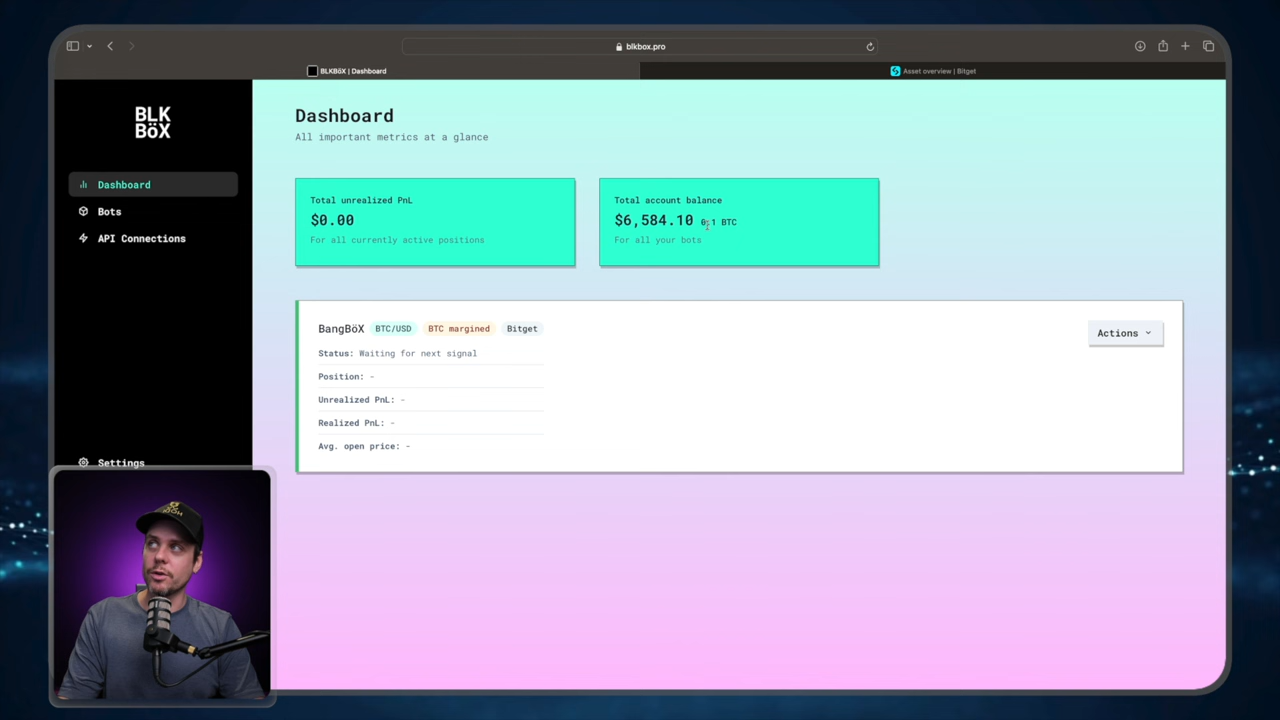 blkbox.pro
BLKBöX | Dashboard
Asset overview | Bitget
BLK
BöX
Dashboard
Bots
API Connections
Settings
Dashboard
All important metrics at a glance
Total unrealized PnL
$0.00
For all currently active positions
Total account balance
$6,584.10 0.1 BTC
For all your bots
BangBöX BTC/USD BTC margined Bitget
Actions
Status: Waiting for next signal
Position: -
Unrealized PnL: -
Realized PnL: -
Avg. open price: -